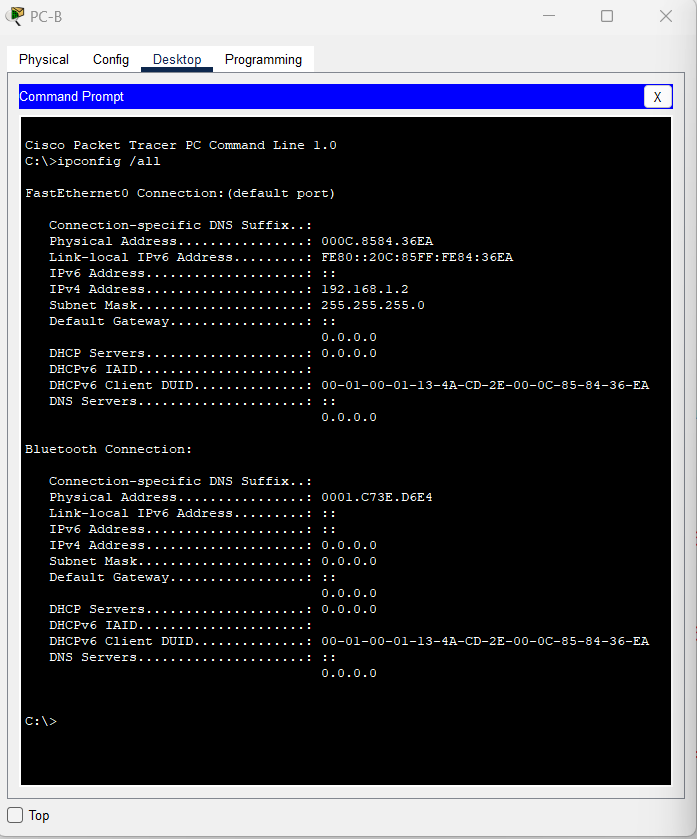 PC-B
Physical Config Desktop Programming
Command Prompt
X
Cisco Packet Tracer PC Command Line 1.0
C:\>ipconfig /all
FastEthernet0 Connection:(default port)
Connection-specific DNS Suffix..:
Physical Address................: 000C.8584.36EA
Link-local IPv6 Address.........: FE80::20C:85FF:FE84:36EA
IPv6 Address....................: ::
IPv4 Address....................: 192.168.1.2
Subnet Mask.....................: 255.255.255.0
Default Gateway.................: ::
0.0.0.0
DHCP Servers....................: 0.0.0.0
DHCPv6 IAID.....................:
DHCPv6 Client DUID..............: 00-01-00-01-13-4A-CD-2E-00-0C-85-84-36-EA
DNS Servers.....................: ::
0.0.0.0
Bluetooth Connection:
Connection-specific DNS Suffix..:
Physical Address................: 0001.C73E.D6E4
Link-local IPv6 Address.........: ::
IPv6 Address....................: ::
IPv4 Address....................: 0.0.0.0
Subnet Mask.....................: 0.0.0.0
Default Gateway.................: ::
0.0.0.0
DHCP Servers....................: 0.0.0.0
DHCPv6 IAID.....................:
DHCPv6 Client DUID..............: 00-01-00-01-13-4A-CD-2E-00-0C-85-84-36-EA
DNS Servers.....................: ::
0.0.0.0
C:\>
Top